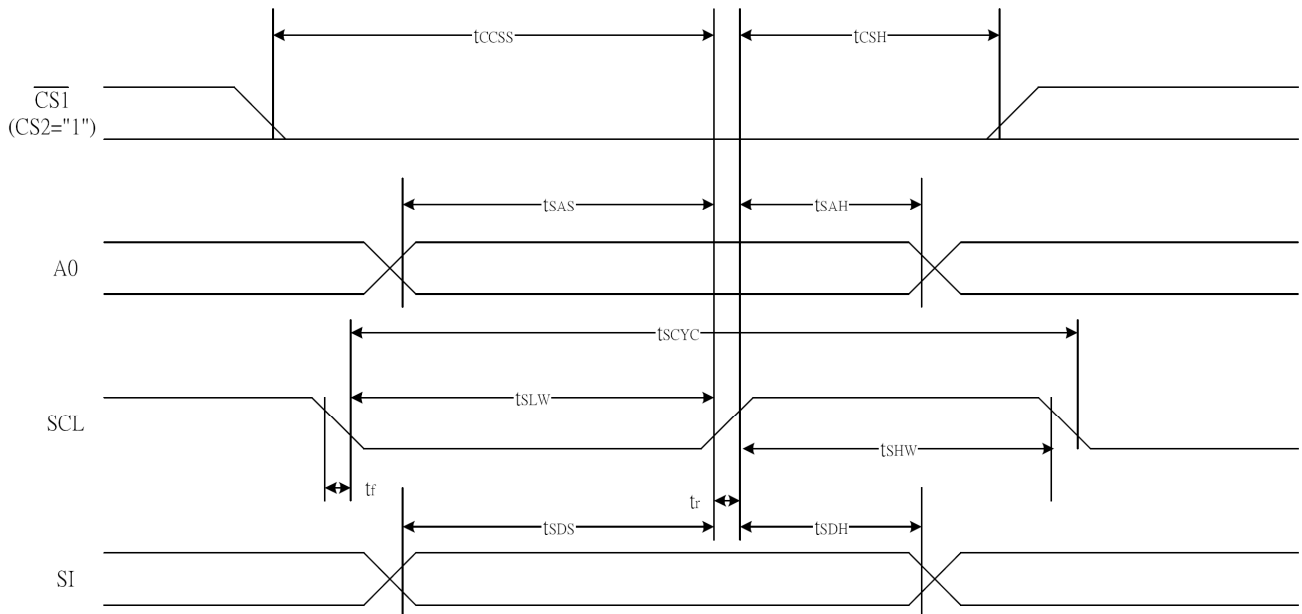 tCCSS
tCSH
CS1
(CS2="1")
tSAS
tSAH
A0
tSCYC
tSLW
SCL
tSHW
tf
tr
tSDS
tSDH
SI